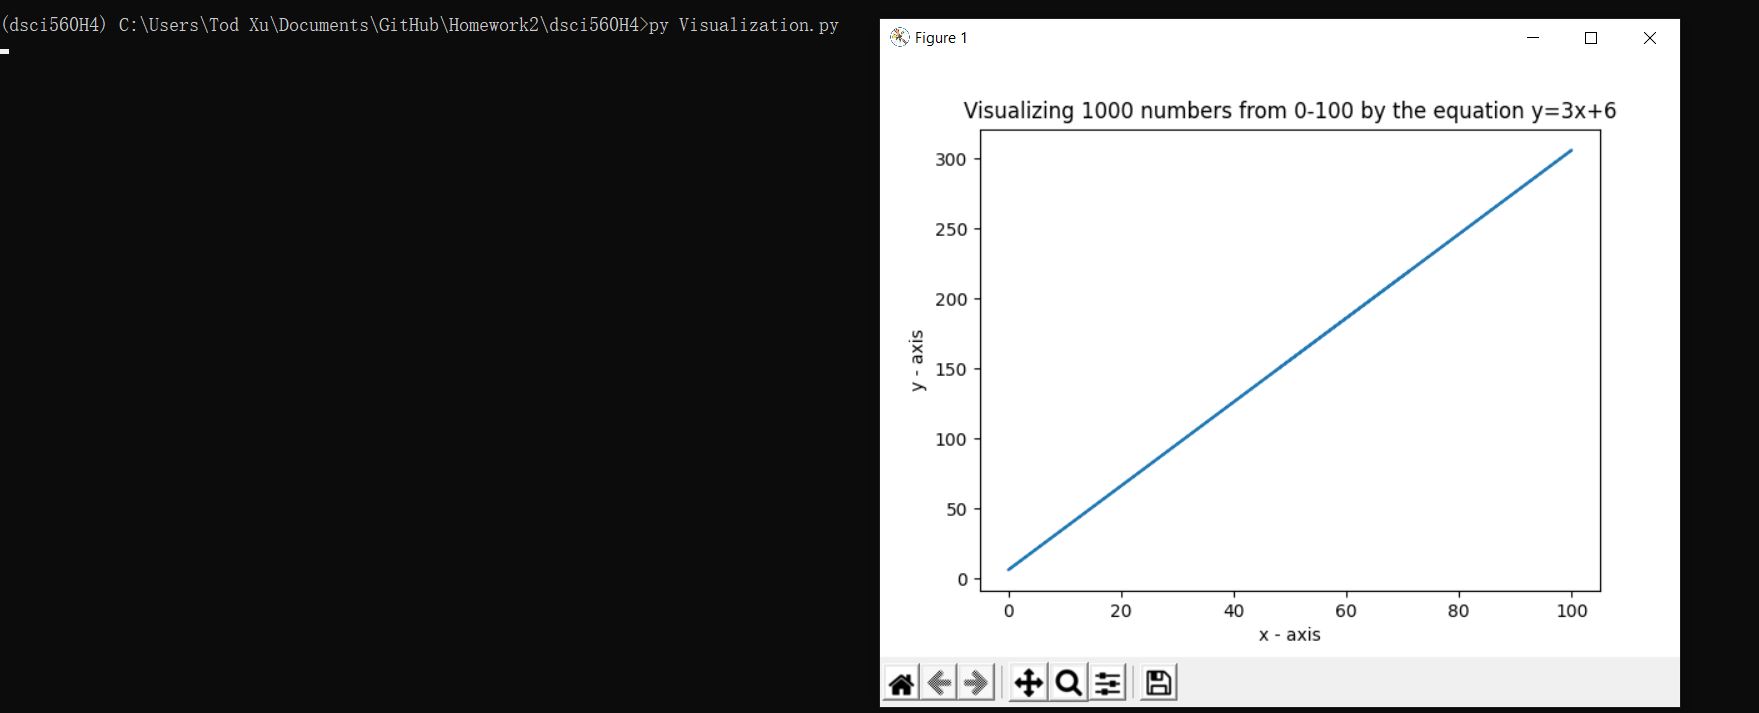 (dsci560H4) C:\Users\Tod Xu\Documents\GitHub\Homework2\dsci560H4>py Visualization.py
Figure 1
Visualizing 1000 numbers from 0-100 by the equation y=3x+6
300
250
200
150
100
50
0
y - axis
0 20 40 60 80 100
x - axis